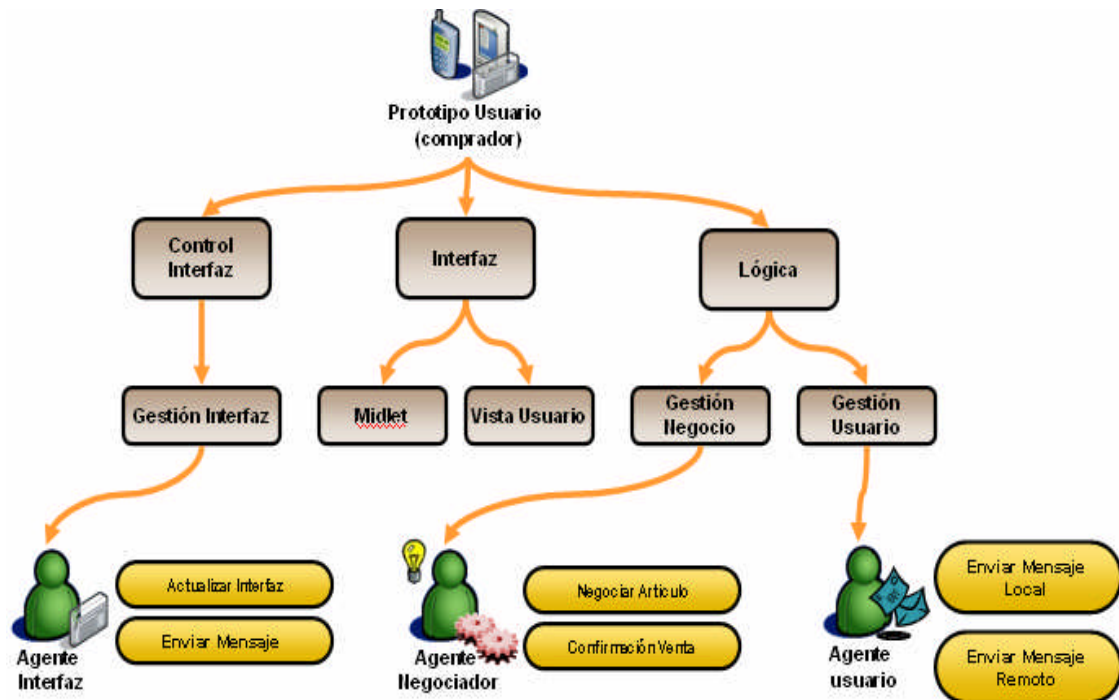 Prototipo Usuario
(comprador)
Control
Interfaz
Interfaz
Lógica
Gestión Interfaz
Midlet
Vista Usuario
Gestión
Negocio
Gestión
Usuario
Agente
Interfaz
Actualizar Interfaz
Enviar Mensaje
Agente
Negociador
Negociar Articulo
Confirmación Venta
Agente
usuario
Enviar Mensaje
Local
Enviar Mensaje
Remoto